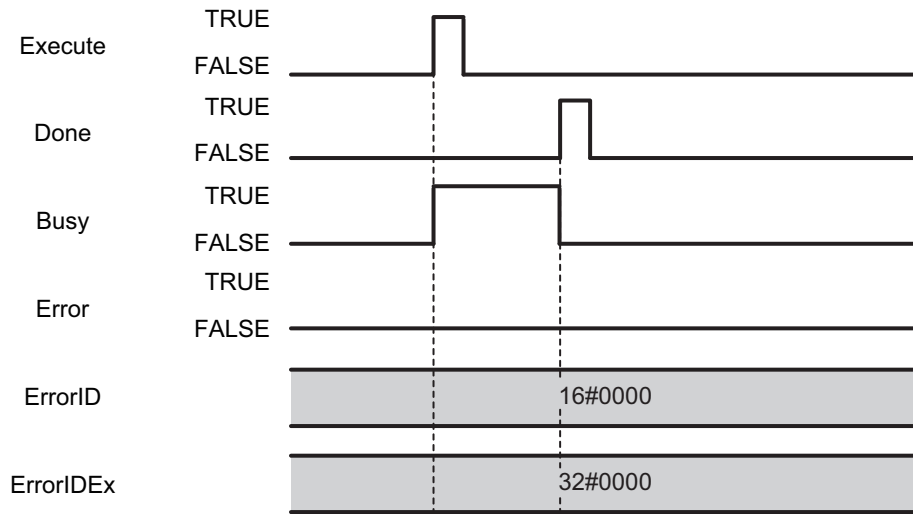 TRUE
Execute
FALSE
TRUE
Done
FALSE
TRUE
Busy
FALSE
TRUE
Error
FALSE
ErrorID
16#0000
ErrorIDEx
32#0000